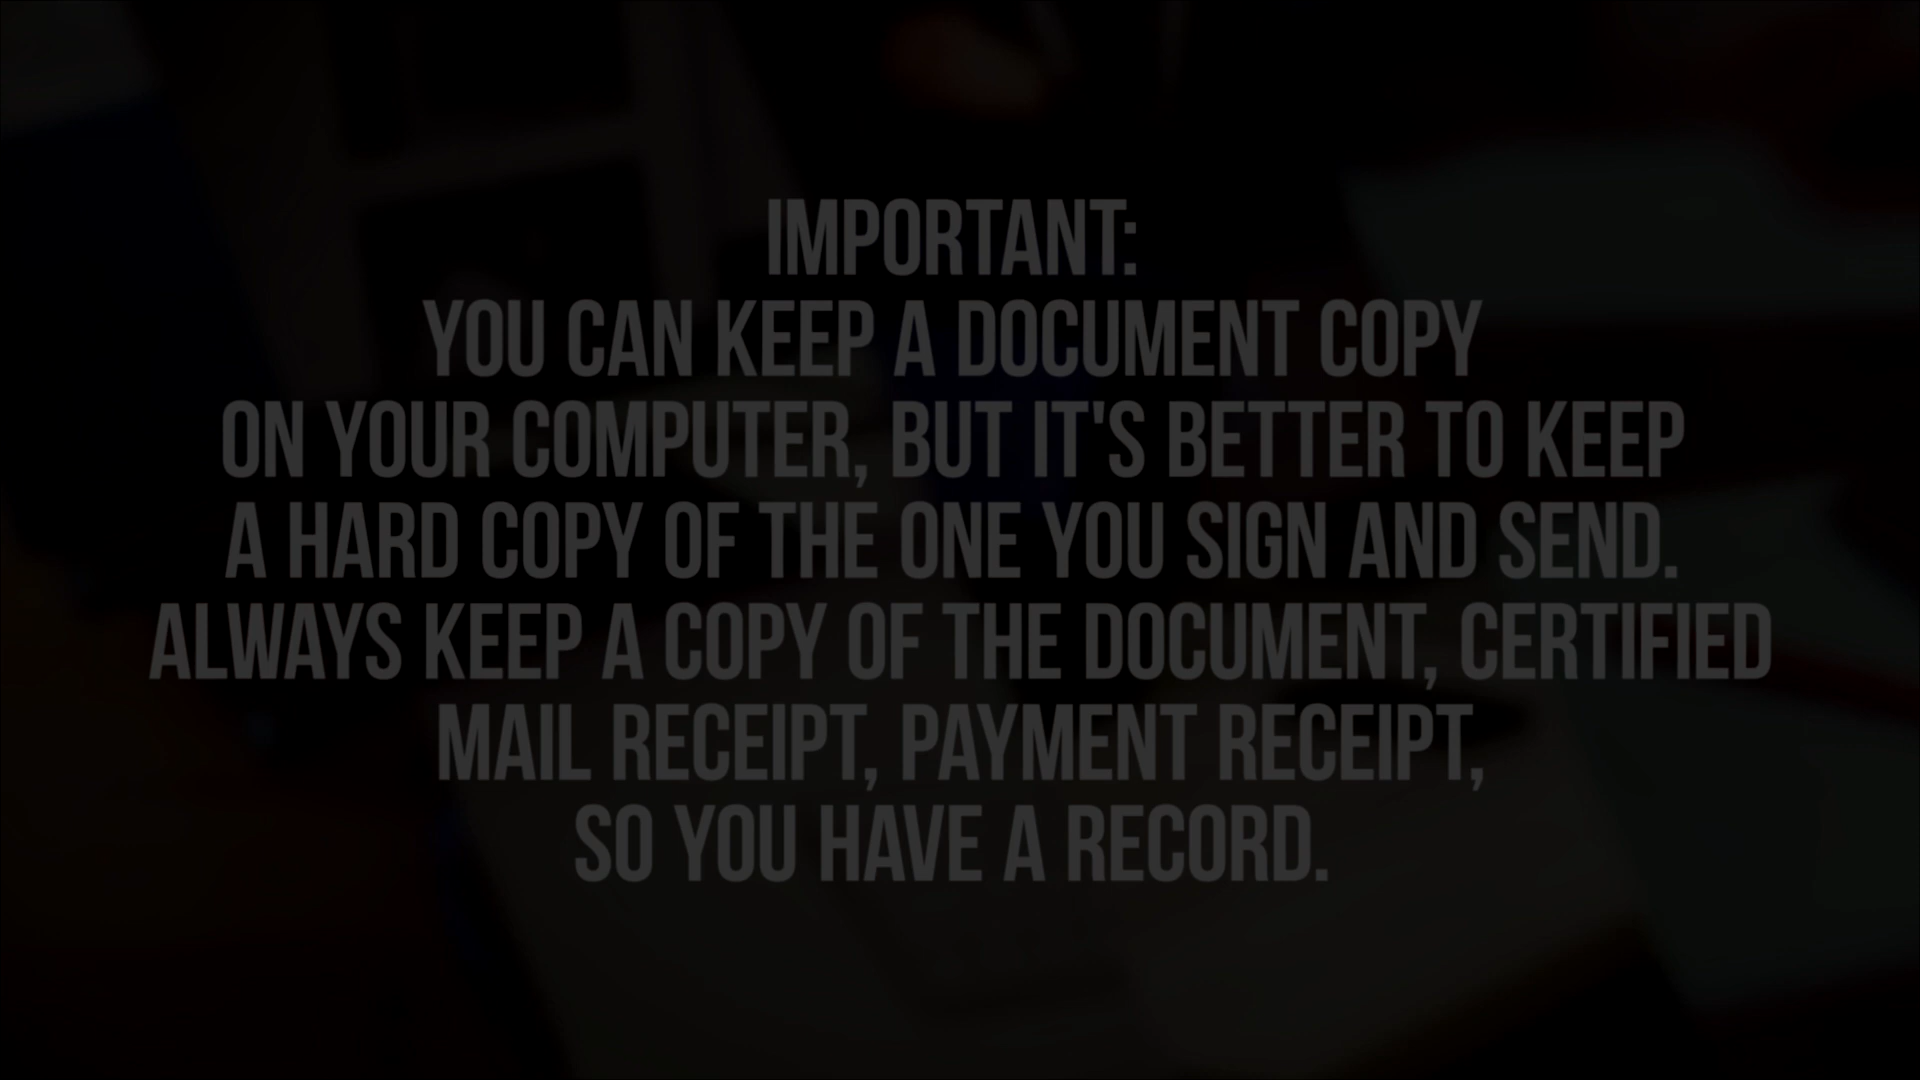 IMPORTANT:
YOU CAN KEEP A DOCUMENT COPY
ON YOUR COMPUTER, BUT IT'S BETTER TO KEEP
A HARD COPY OF THE ONE YOU SIGN AND SEND.
ALWAYS KEEP A COPY OF THE DOCUMENT, CERTIFIED
MAIL RECEIPT, PAYMENT RECEIPT,
SO YOU HAVE A RECORD.